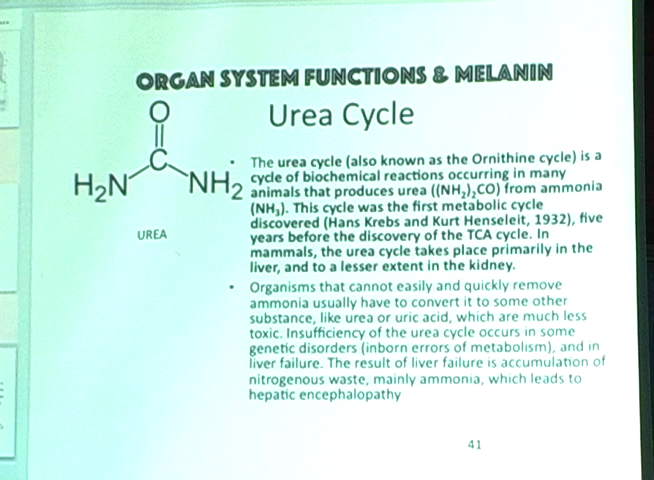 ORGAN SYSTEM FUNCTIONS & MELANIN
Urea Cycle
O
C
H₂N
NH₂
UREA
• The urea cycle (also known as the Ornithine cycle) is a
cycle of biochemical reactions occurring in many
animals that produces urea ((NH₂)₂CO) from ammonia
(NH₃). This cycle was the first metabolic cycle
discovered (Hans Krebs and Kurt Henseleit, 1932), five
years before the discovery of the TCA cycle. In
mammals, the urea cycle takes place primarily in the
liver, and to a lesser extent in the kidney.
• Organisms that cannot easily and quickly remove
ammonia usually have to convert it to some other
substance, like urea or uric acid, which are much less
toxic. Insufficiency of the urea cycle occurs in some
genetic disorders (inborn errors of metabolism), and in
liver failure. The result of liver failure is accumulation of
nitrogenous waste, mainly ammonia, which leads to
hepatic encephalopathy
41